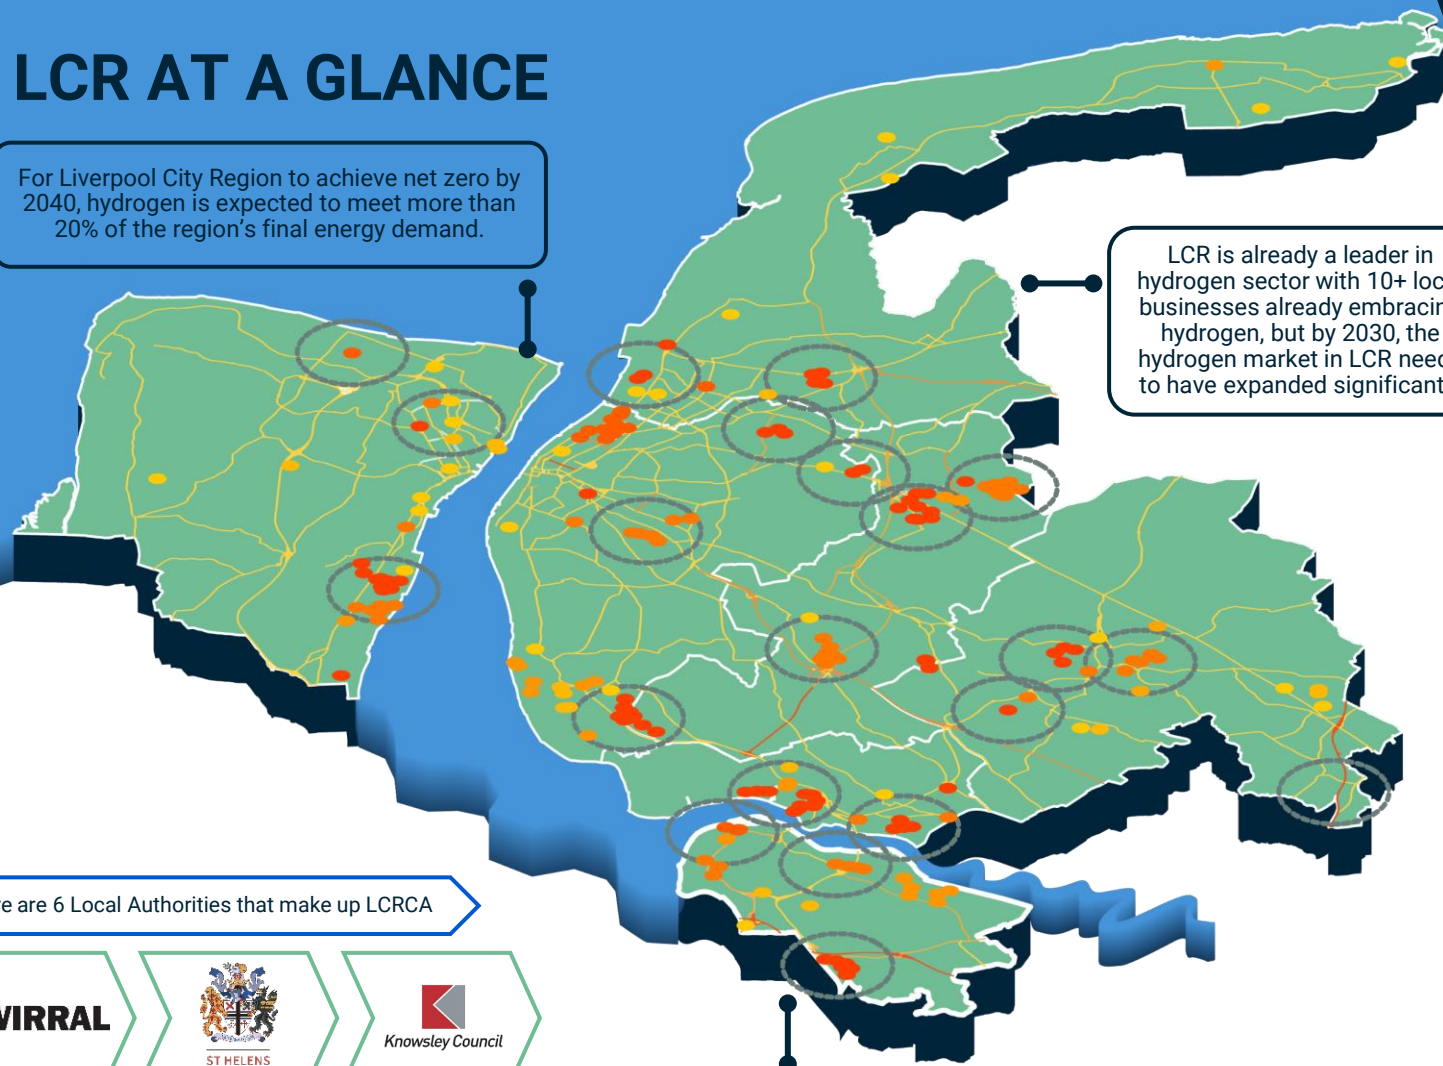 LCR AT A GLANCE
For Liverpool City Region to achieve net zero by
2040, hydrogen is expected to meet more than
20% of the region's final energy demand.
LCR is already a leader in
hydrogen sector with 10+ loc
businesses already embracin
hydrogen, but by 2030, the
hydrogen market in LCR need
to have expanded significant
e are 6 Local Authorities that make up LCRCA
WIRRAL
ST HELENS
Knowsley Council